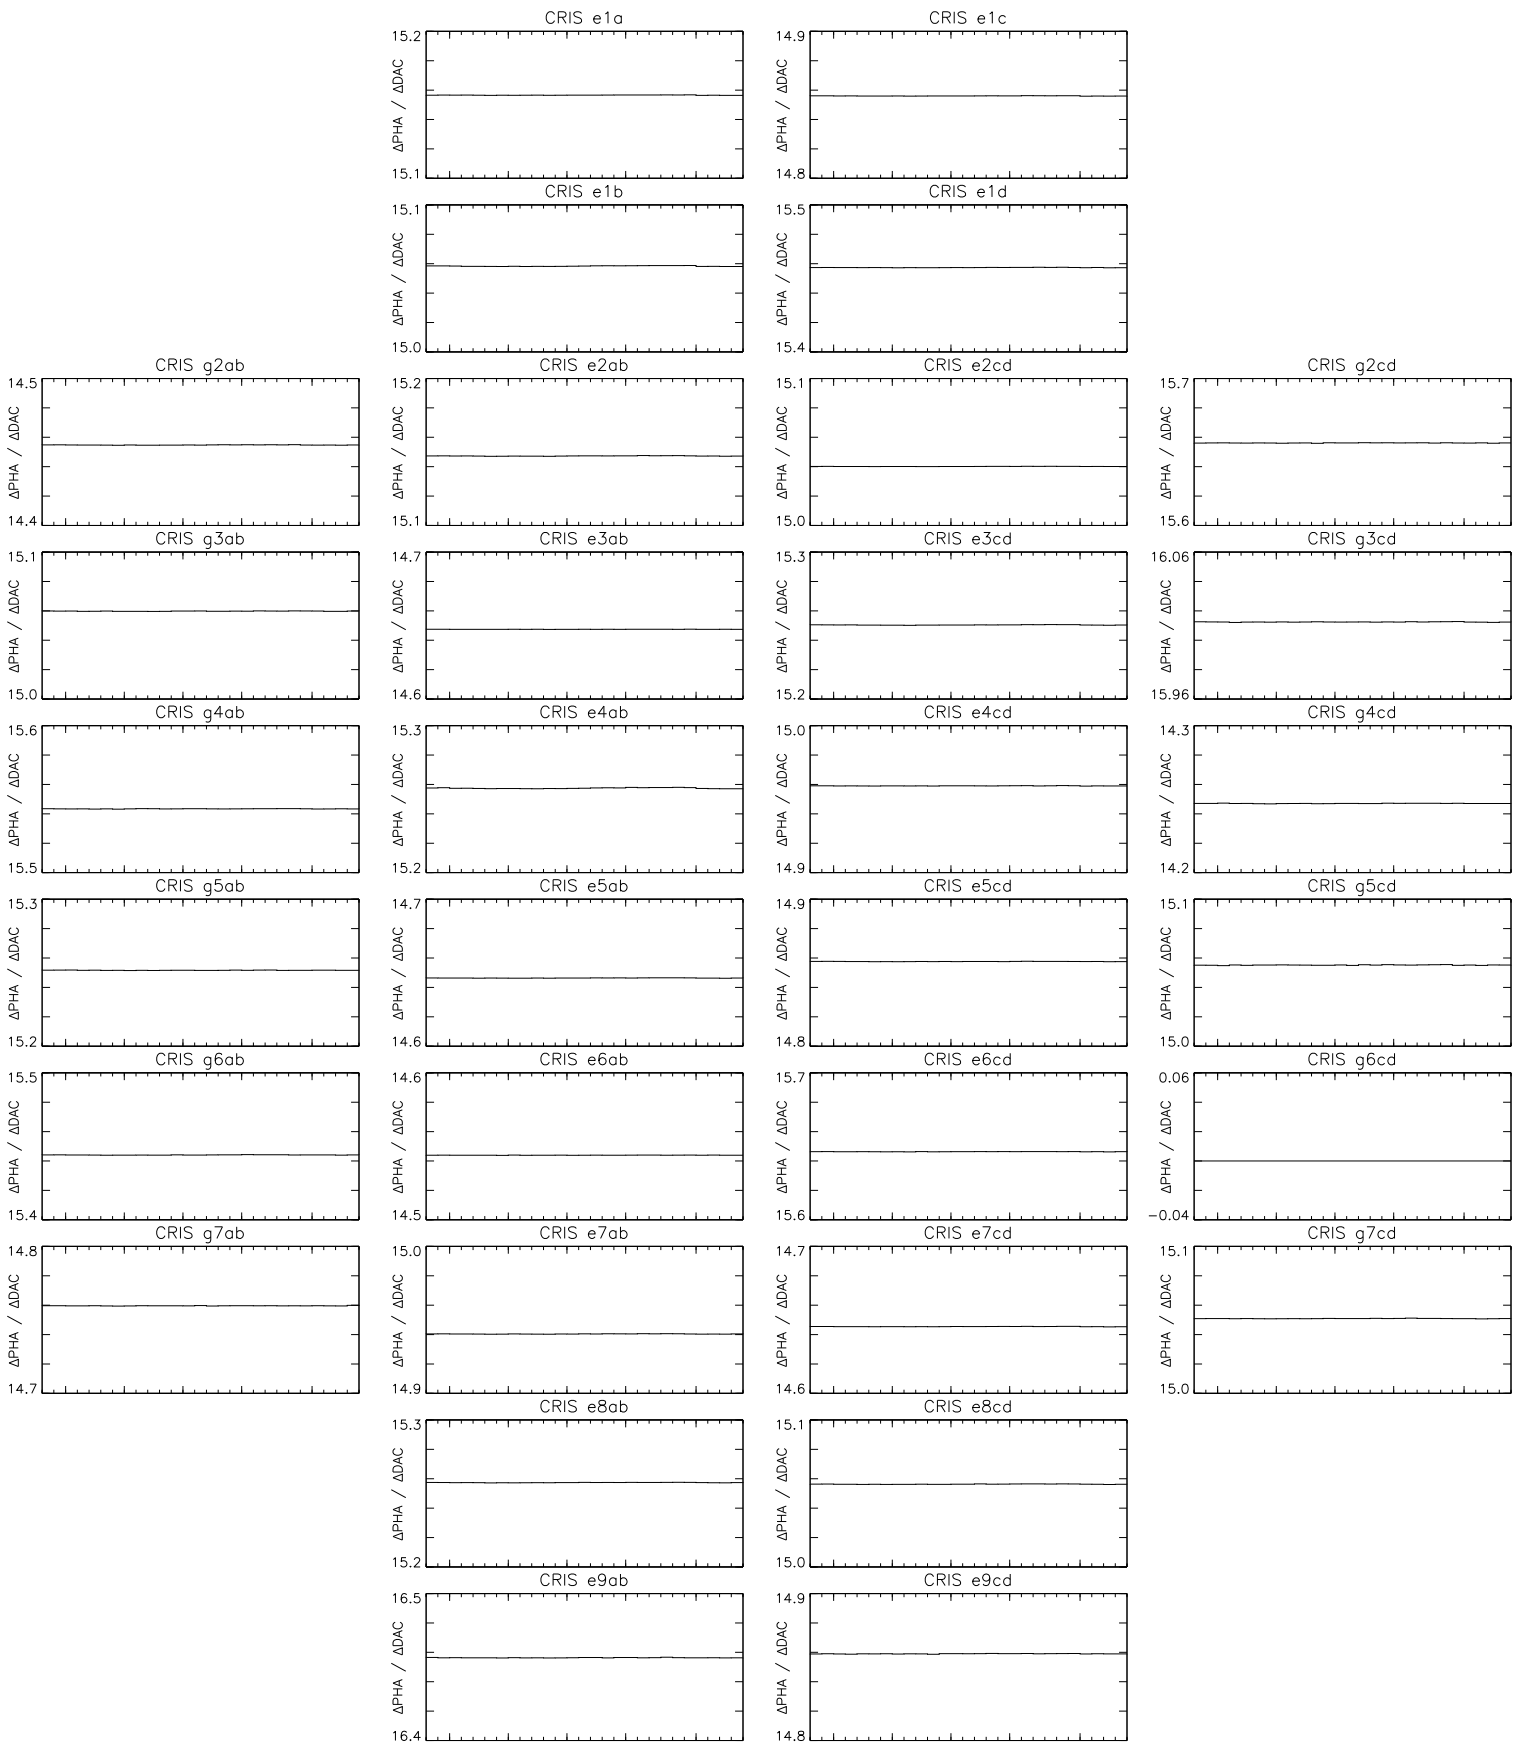 CRIS e1a
CRIS e1c
15.2
ΔPHA / ΔDAC
15.1
14.9
ΔPHA / ΔDAC
14.8
CRIS e1b
CRIS e1d
15.1
ΔPHA / ΔDAC
15.0
15.5
ΔPHA / ΔDAC
15.4
CRIS g2ab
CRIS e2ab
CRIS e2cd
CRIS g2cd
14.5
ΔPHA / ΔDAC
14.4
15.2
ΔPHA / ΔDAC
15.1
15.1
ΔPHA / ΔDAC
15.0
15.7
ΔPHA / ΔDAC
15.6
CRIS g3ab
CRIS e3ab
CRIS e3cd
CRIS g3cd
15.1
ΔPHA / ΔDAC
15.0
14.7
ΔPHA / ΔDAC
14.6
15.3
ΔPHA / ΔDAC
15.2
16.06
ΔPHA / ΔDAC
15.96
CRIS g4ab
CRIS e4ab
CRIS e4cd
CRIS g4cd
15.6
ΔPHA / ΔDAC
15.5
15.3
ΔPHA / ΔDAC
15.2
15.0
ΔPHA / ΔDAC
14.9
14.3
ΔPHA / ΔDAC
14.2
CRIS g5ab
CRIS e5ab
CRIS e5cd
CRIS g5cd
15.3
ΔPHA / ΔDAC
15.2
14.7
ΔPHA / ΔDAC
14.6
14.9
ΔPHA / ΔDAC
14.8
15.1
ΔPHA / ΔDAC
15.0
CRIS g6ab
CRIS e6ab
CRIS e6cd
CRIS g6cd
15.5
ΔPHA / ΔDAC
15.4
14.6
ΔPHA / ΔDAC
14.5
15.7
ΔPHA / ΔDAC
15.6
0.06
ΔPHA / ΔDAC
−0.04
CRIS g7ab
CRIS e7ab
CRIS e7cd
CRIS g7cd
14.8
ΔPHA / ΔDAC
14.7
15.0
ΔPHA / ΔDAC
14.9
14.7
ΔPHA / ΔDAC
14.6
15.1
ΔPHA / ΔDAC
15.0
CRIS e8ab
CRIS e8cd
15.3
ΔPHA / ΔDAC
15.2
15.1
ΔPHA / ΔDAC
15.0
CRIS e9ab
CRIS e9cd
16.5
ΔPHA / ΔDAC
16.4
14.9
ΔPHA / ΔDAC
14.8